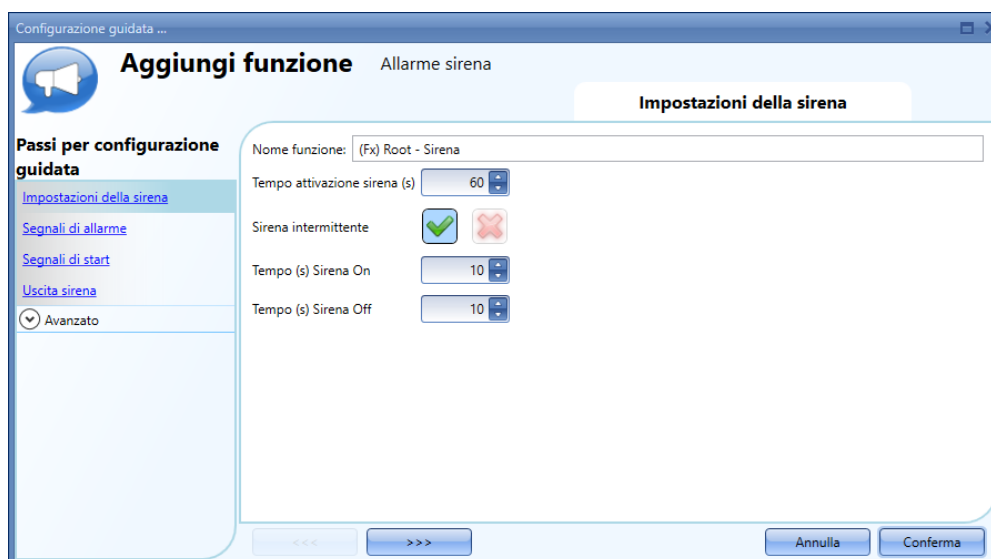 Configurazione guidata ...
Aggiungi funzione Allarme sirena
Impostazioni della sirena
Passi per configurazione
guidata
Impostazioni della sirena
Segnali di allarme
Segnali di start
Uscita sirena
Avanzato
Nome funzione: (Fx) Root - Sirena
Tempo attivazione sirena (s) 60
Sirena intermittente
Tempo (s) Sirena On 10
Tempo (s) Sirena Off 10
<<< >>> Annulla Conferma